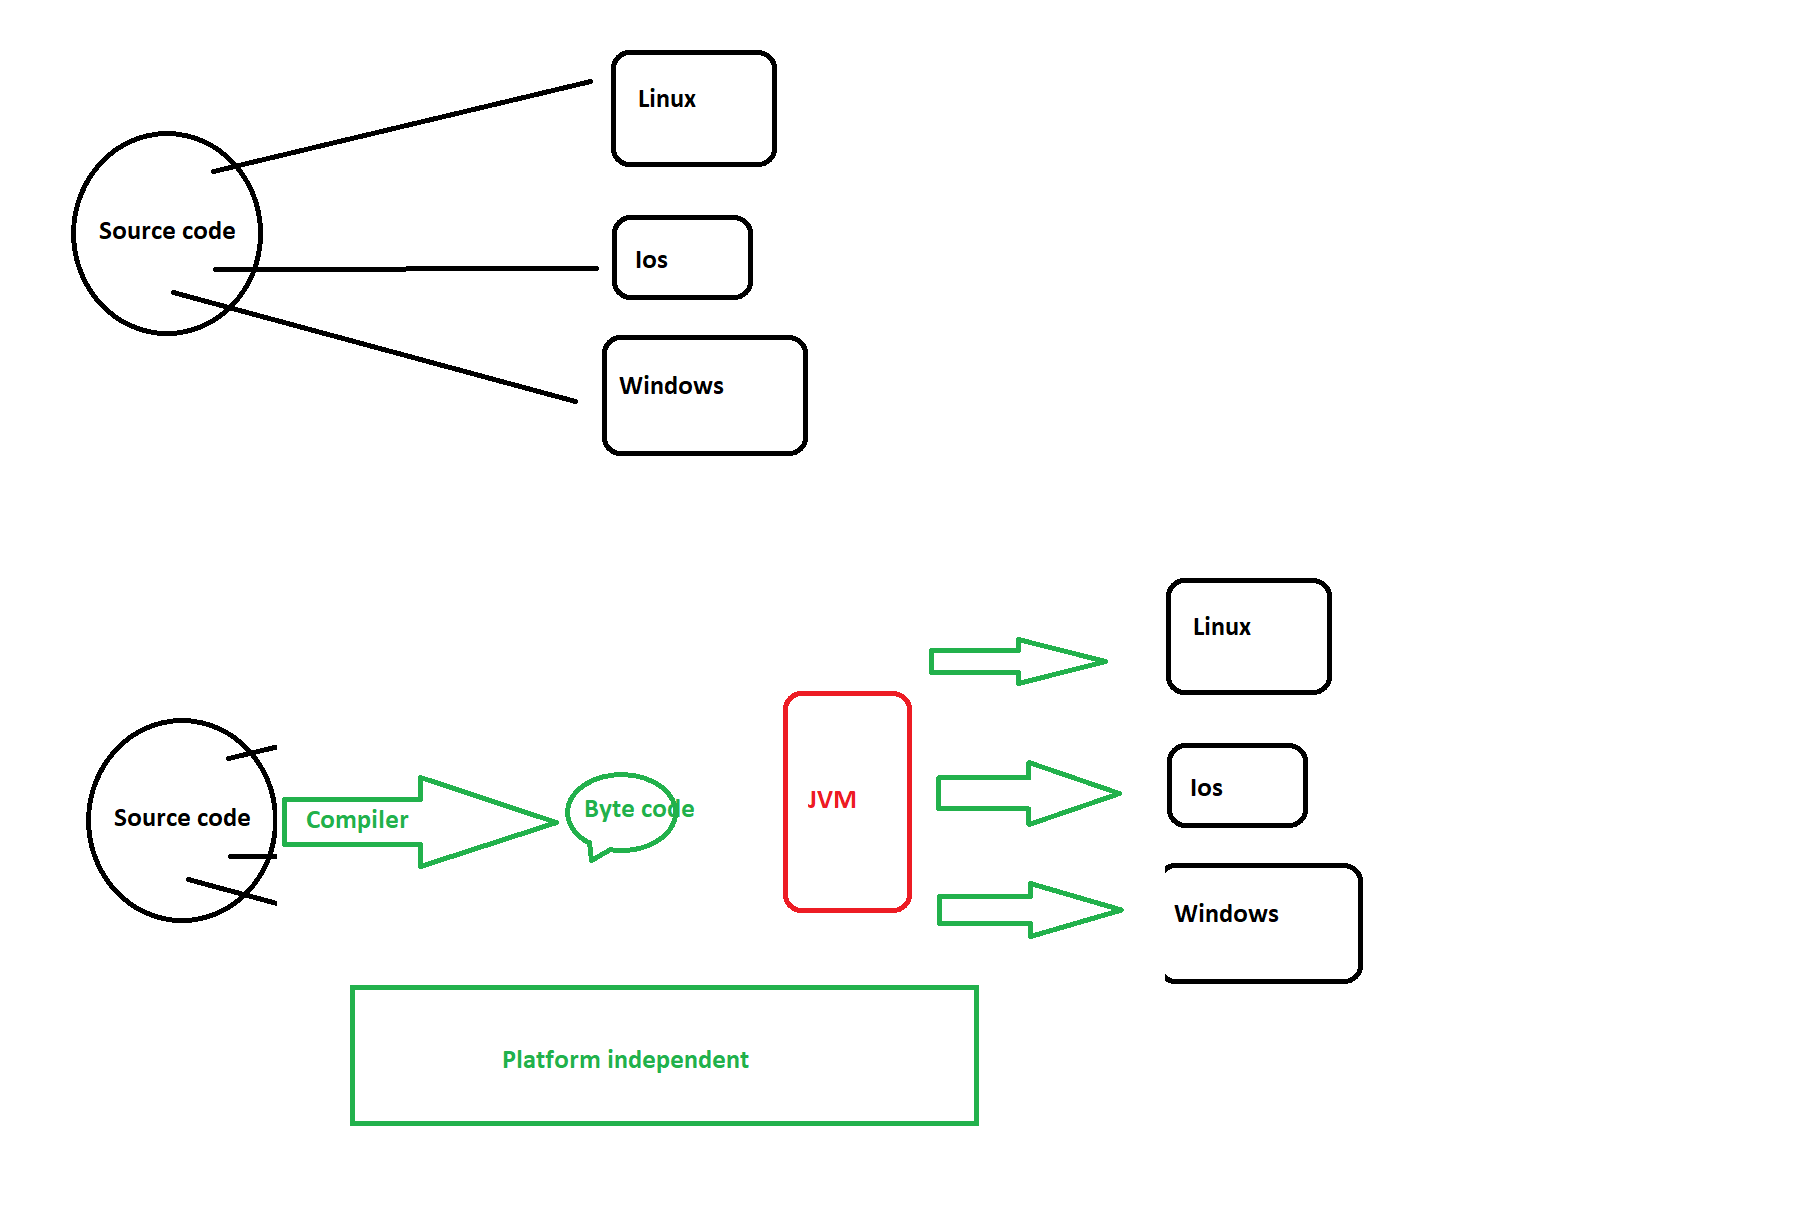 Linux
Source code
Ios
Windows
Linux
Source code
Compiler
Byte code
JVM
Ios
Windows
Platform independent